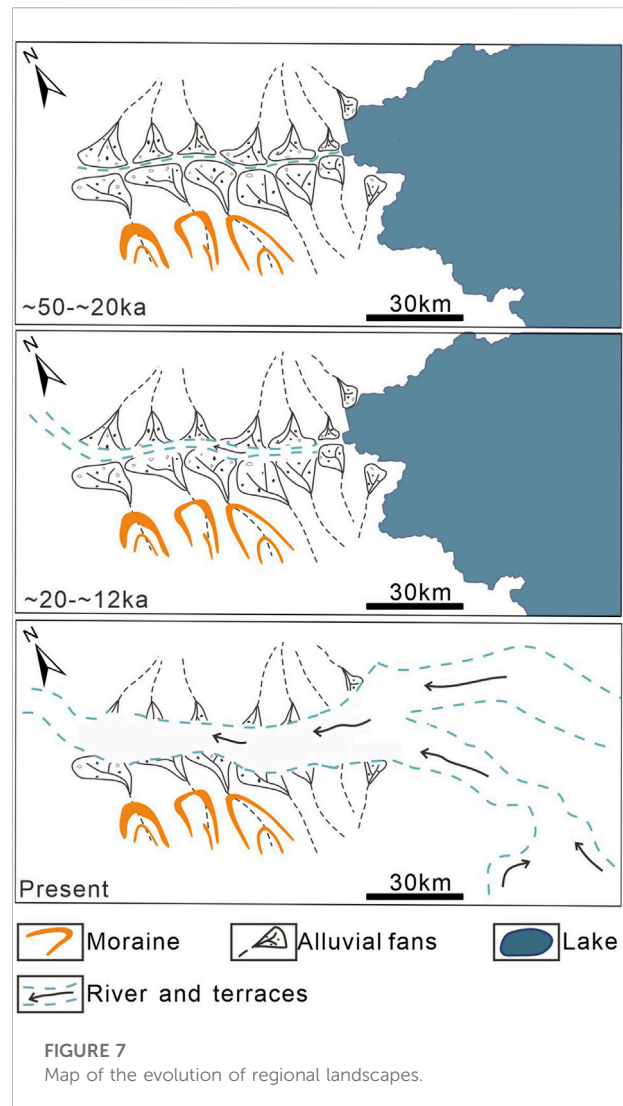 N
~50-~20ka
30km
N
~20-~12ka
30km
N
Present
30km
Moraine
Alluvial fans
Lake
River and terraces
FIGURE 7
Map of the evolution of regional landscapes.